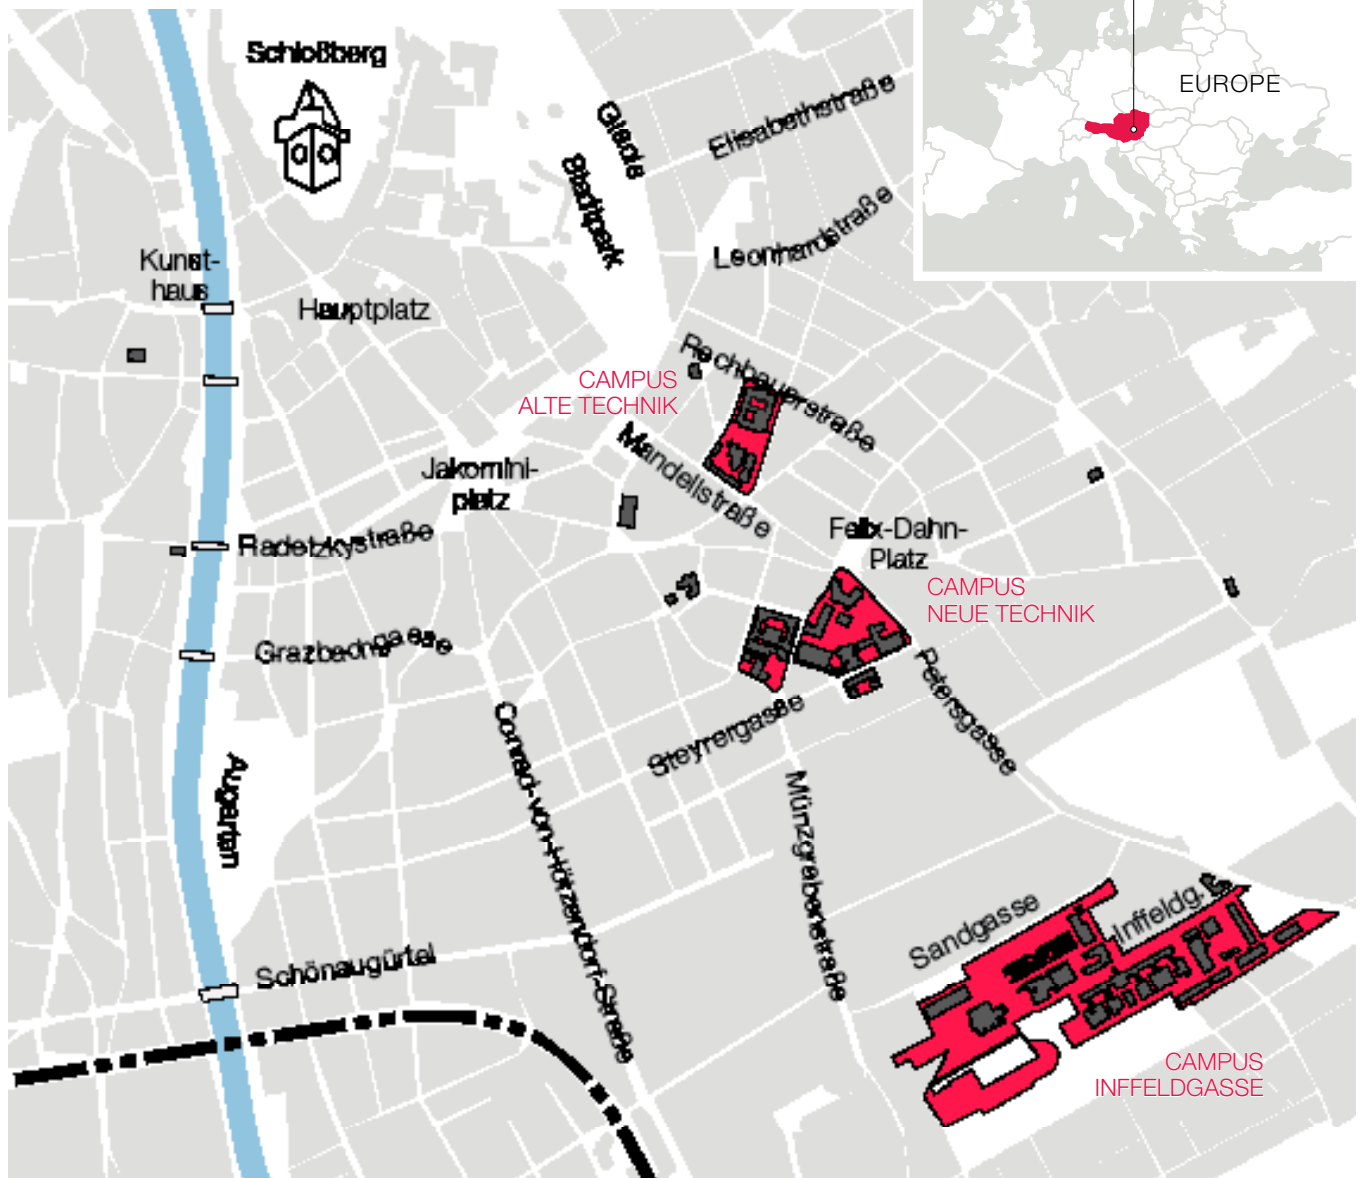 Schloßberg
EUROPE
Glacis
Elisabethstraße
Stadtpark
Leonhardstraße
Kunst-
haus
Hauptplatz
Rechbauerstraße
CAMPUS
ALTE TECHNIK
Mandellstraße
Jakomini-
platz
Radetzkystraße
Felix-Dahn-
Platz
CAMPUS
NEUE TECHNIK
Grazbachgasse
Petersgasse
Steyrergasse
Conrad-von-Hötzendorf-Straße
Augarten
Münzgrabenstraße
Sandgasse
Inffeldg.
Schönaugürtel
CAMPUS
INFFELDGASSE